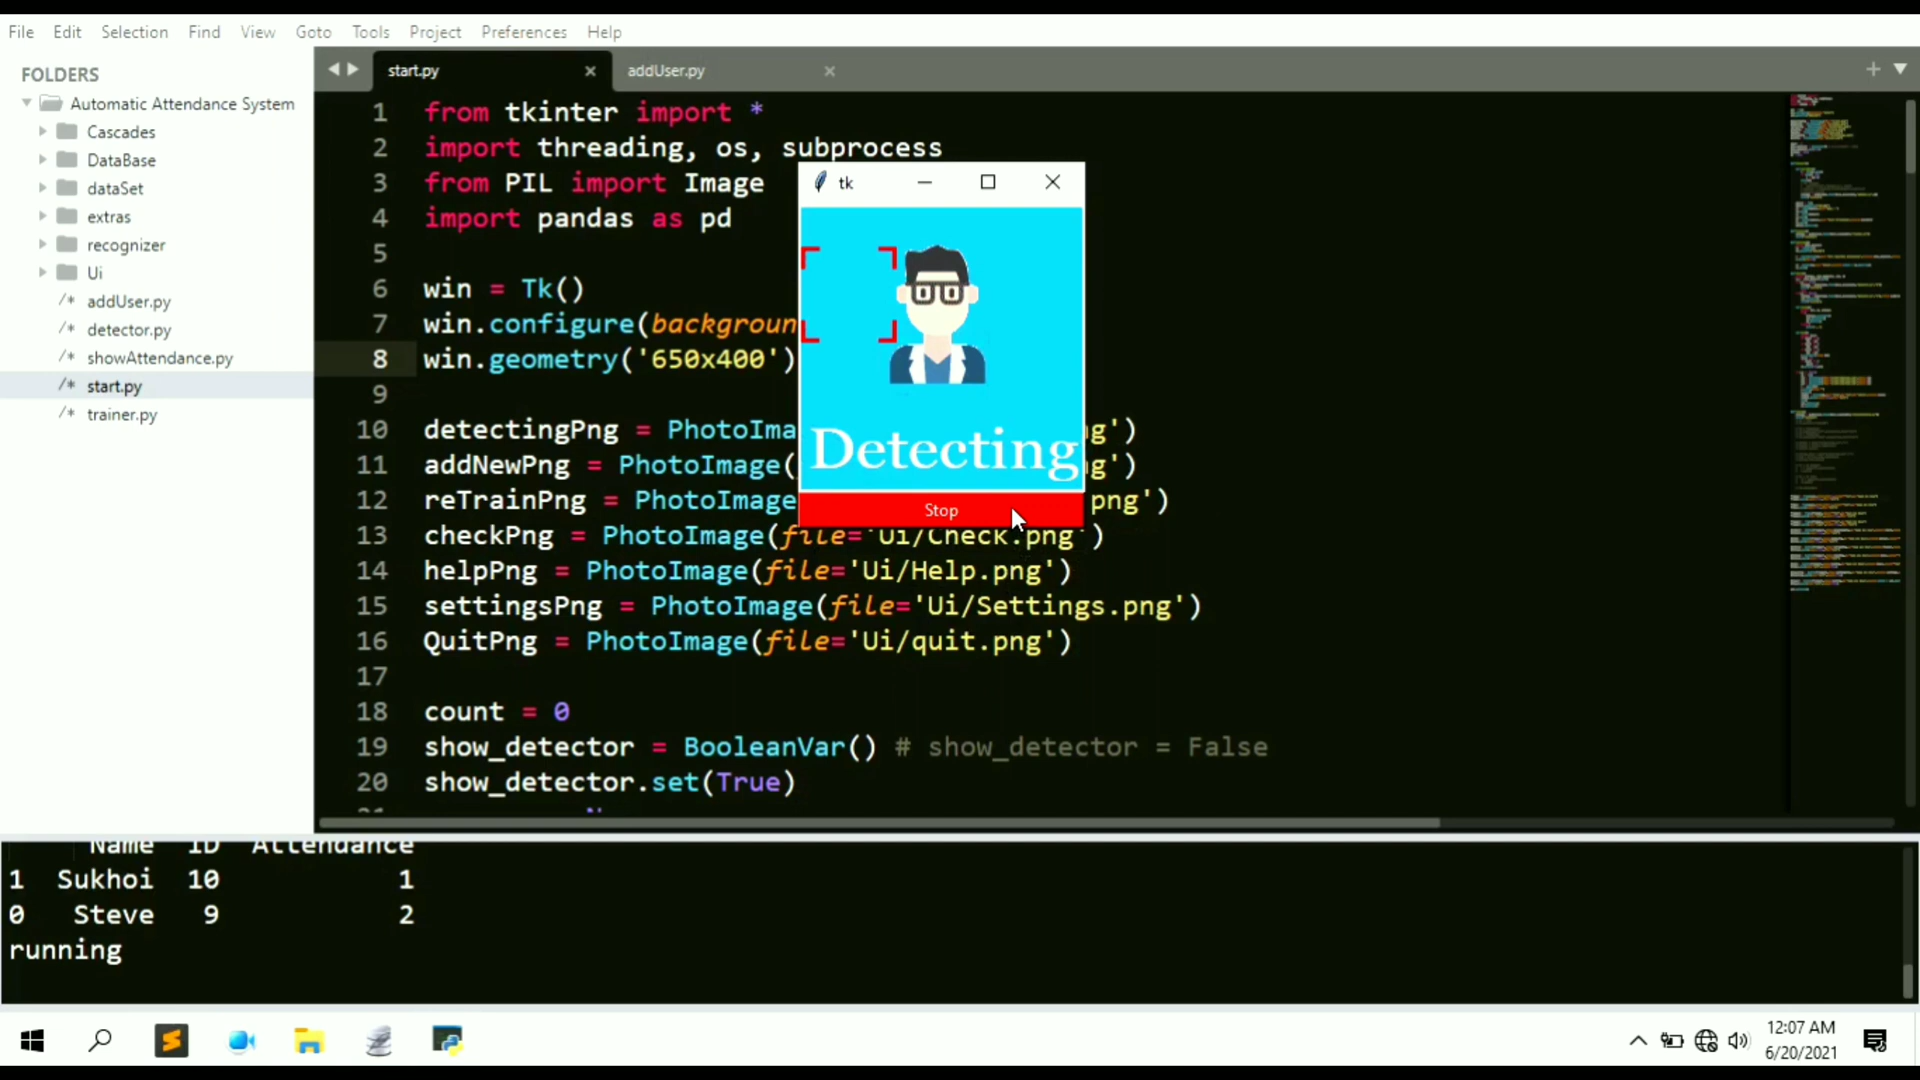 File Edit Selection Find View Goto Tools Project Preferences Help
FOLDERS
Automatic Attendance System
Cascades
DataBase
dataSet
extras
recognizer
Ui
/* addUser.py
/* detector.py
/* showAttendance.py
/* start.py
/* trainer.py
start.py
addUser.py
1 from tkinter import *
2 import threading, os, subprocess
3 from PIL import Image
4 import pandas as pd
5
6 win = Tk()
7 win.configure(backgroun
8 win.geometry('650x400')
9
10 detectingPng = PhotoIma g')
11 addNewPng = PhotoImage( g')
12 reTrainPng = PhotoImage png')
13 checkPng = PhotoImage(file='Ui/Check.png')
14 helpPng = PhotoImage(file='Ui/Help.png')
15 settingsPng = PhotoImage(file='Ui/Settings.png')
16 QuitPng = PhotoImage(file='Ui/quit.png')
17
18 count = 0
19 show_detector = BooleanVar() # show_detector = False
20 show_detector.set(True)
tk
Detecting
Stop
Name ID Attendance
1 Sukhoi 10 1
0 Steve 9 2
running
12:07 AM
6/20/2021